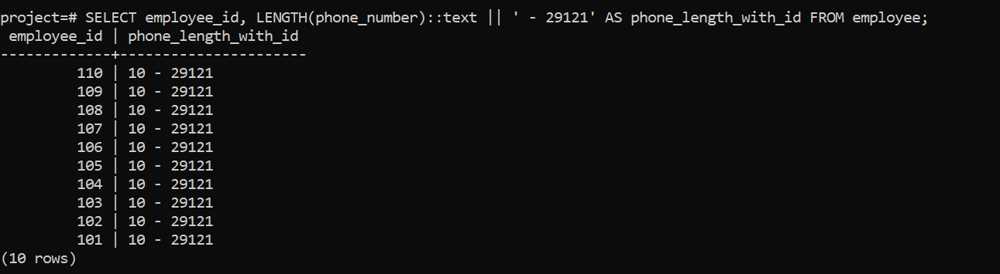 project=# SELECT employee_id, LENGTH(phone_number)::text || ' - 29121' AS phone_length_with_id FROM employee;
 employee_id | phone_length_with_id
-------------+----------------------
         110 | 10 - 29121
         109 | 10 - 29121
         108 | 10 - 29121
         107 | 10 - 29121
         106 | 10 - 29121
         105 | 10 - 29121
         104 | 10 - 29121
         103 | 10 - 29121
         102 | 10 - 29121
         101 | 10 - 29121
(10 rows)